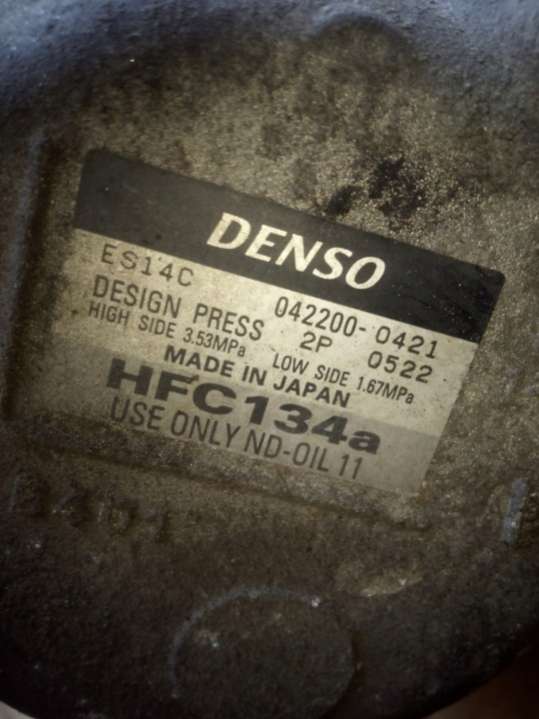 DENSO
ES14C 042200-0421
DESIGN PRESS 2P 0522
HIGH SIDE 3.53MPa LOW SIDE 1.67MPa
MADE IN JAPAN
HFC134a
USE ONLY ND-OIL 11